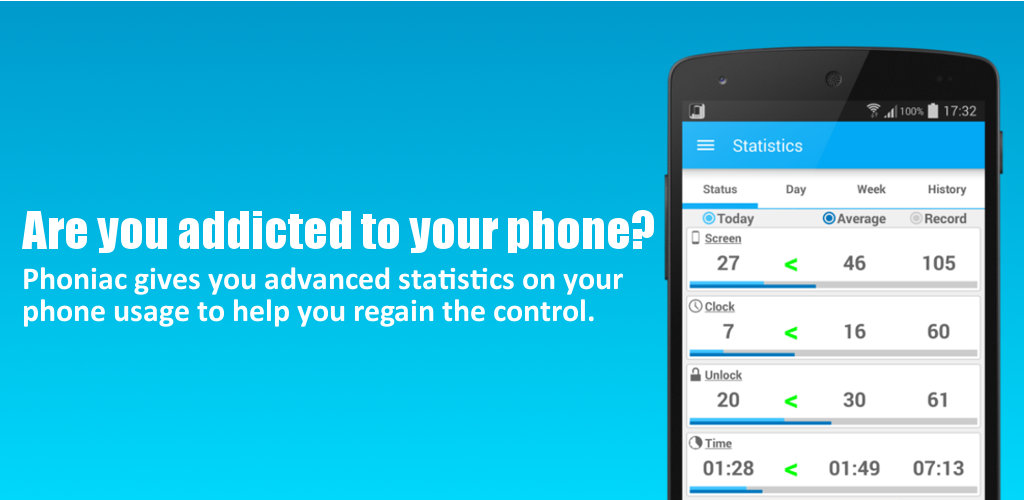 Are you addicted to your phone?
Phoniac gives you advanced statistics on your
phone usage to help you regain the control.
100% 17:32
Statistics
Status Day Week History
Today Average Record
Screen
27 < 46 105
Clock
7 < 16 60
Unlock
20 < 30 61
Time
01:28 < 01:49 07:13